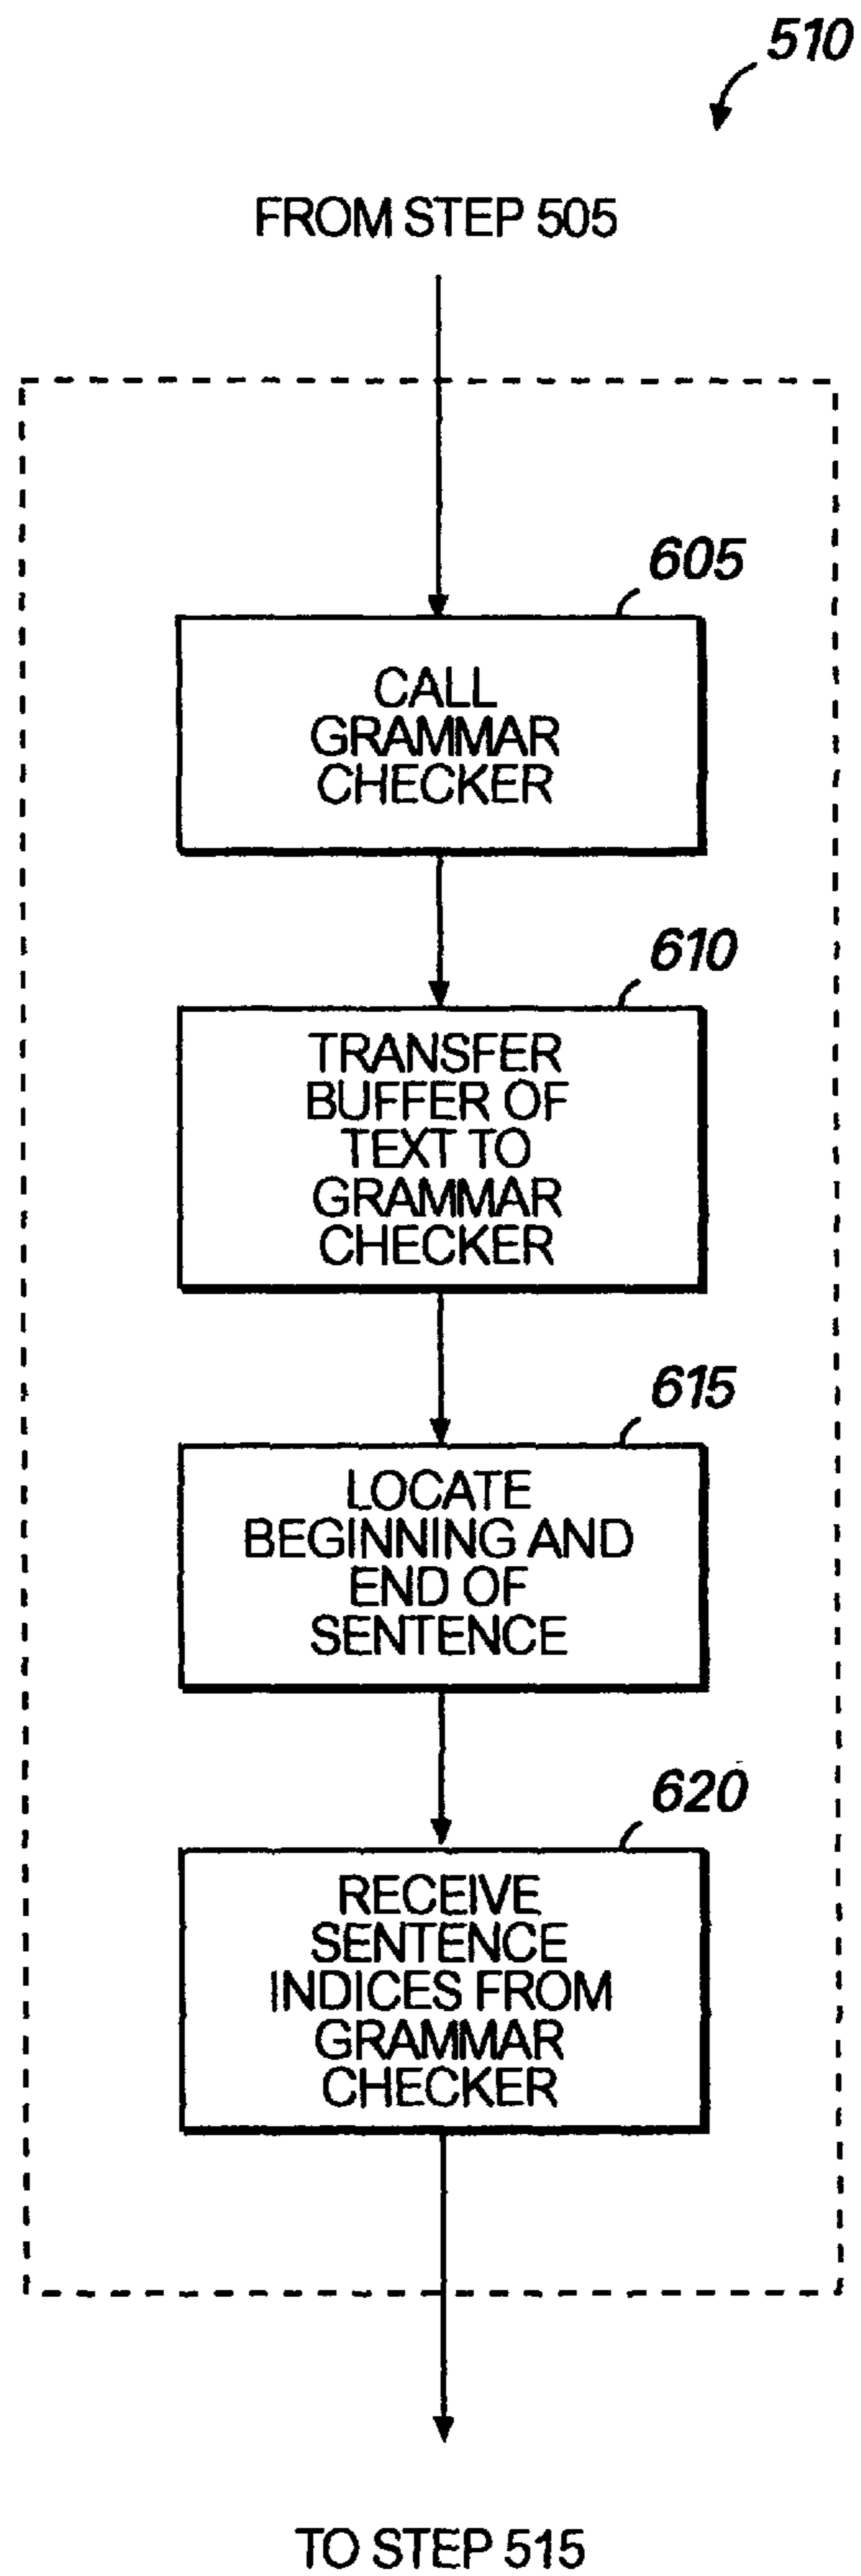 510
FROM STEP 505
605
CALL
GRAMMAR
CHECKER
610
TRANSFER
BUFFER OF
TEXT TO
GRAMMAR
CHECKER
615
LOCATE
BEGINNING AND
END OF
SENTENCE
620
RECEIVE
SENTENCE
INDICES FROM
GRAMMAR
CHECKER
TO STEP 515